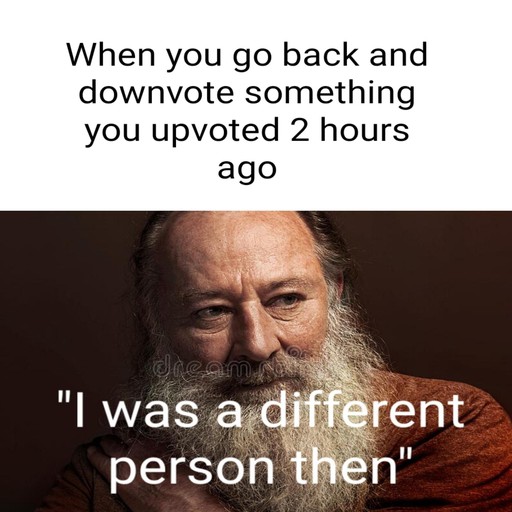 When you go back and
downvote something
you upvoted 2 hours
ago
"I was a different
person then"